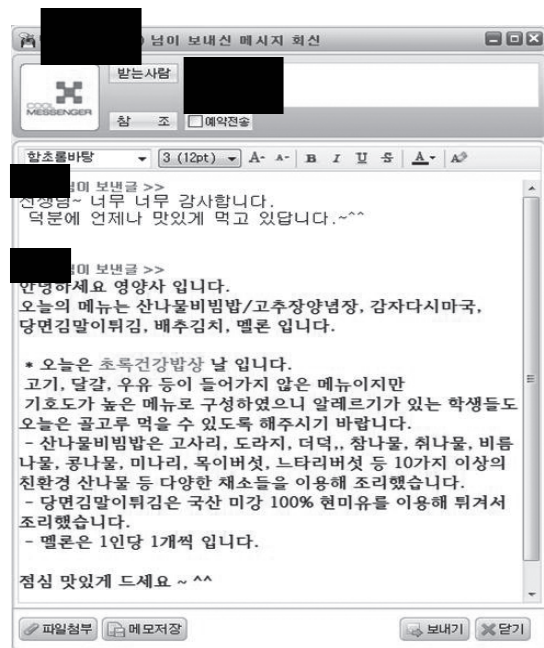 님이 보내신 메시지 회신
받는사람
COOL
MESSENGER
참 조 예약전송
함초롬바탕 3 (12pt) A- A- B I U S A A
님이 보낸글 >>
선생님~ 너무 너무 감사합니다.
덕분에 언제나 맛있게 먹고 있답니다.~^^
님이 보낸글 >>
안녕하세요 영양사 입니다.
오늘의 메뉴는 산나물비빔밥/고추장양념장, 감자다시마국,
당면김말이튀김, 배추김치, 멜론 입니다.
* 오늘은 초록건강밥상 날 입니다.
고기, 달걀, 우유 등이 들어가지 않은 메뉴이지만
기호도가 높은 메뉴로 구성하였으니 알레르기가 있는 학생들도
오늘은 골고루 먹을 수 있도록 해주시기 바랍니다.
- 산나물비빔밥은 고사리, 도라지, 더덕,, 참나물, 취나물, 비름
나물, 콩나물, 미나리, 목이버섯, 느타리버섯 등 10가지 이상의
친환경 산나물 등 다양한 채소들을 이용해 조리했습니다.
- 당면김말이튀김은 국산 미강 100% 현미유를 이용해 튀겨서
조리했습니다.
- 멜론은 1인당 1개씩 입니다.
점심 맛있게 드세요 ~ ^^
파일첨부 메모저장 보내기 닫기